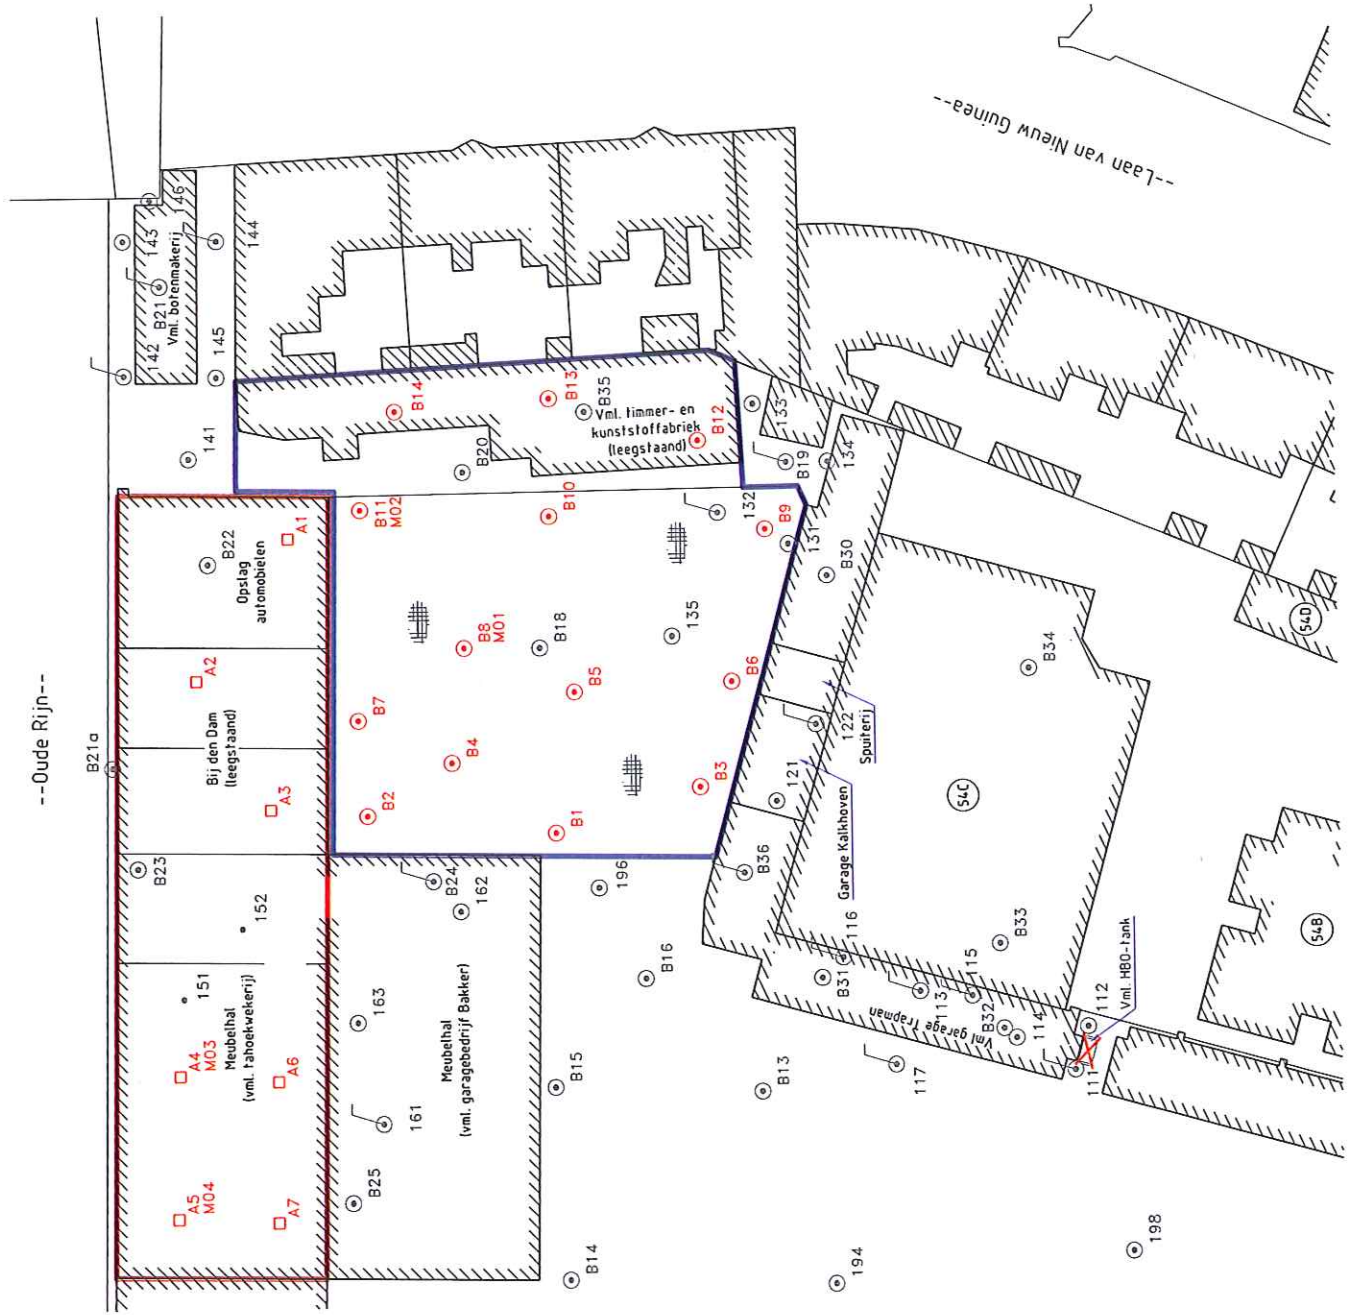 --Oude Rijn--
--Laan van Nieuw Guinea--
146
143
144
B21
Vml. botenmakerij
142
145
141
B14
B13
B35
Vml. timmer- en
kunststoffabriek
(leegstaand)
B12
133
B20
B19
134
B22
A1
Opslag
automobielen
B11
M02
B10
132
B9
131
B30
A2
B8
M01
B18
135
B34
54D
B7
B5
B6
Bij den Dam
(leegstaand)
B21a
B4
122
Spuiterij
A3
B2
B1
B3
121
54C
Garage Kalkhoven
B23
B24
162
196
B36
152
116
B33
54B
151
163
B16
B31
113
115
Vml. HBO-tank
112
B32
114
Vml garage Trapman
Meubelhal
(vml. tahoekwekerij)
A4
M03
A6
Meubelhal
(vml. garagebedrijf Bakker)
B15
B13
117
111
161
B25
A5
M04
A7
B14
194
198